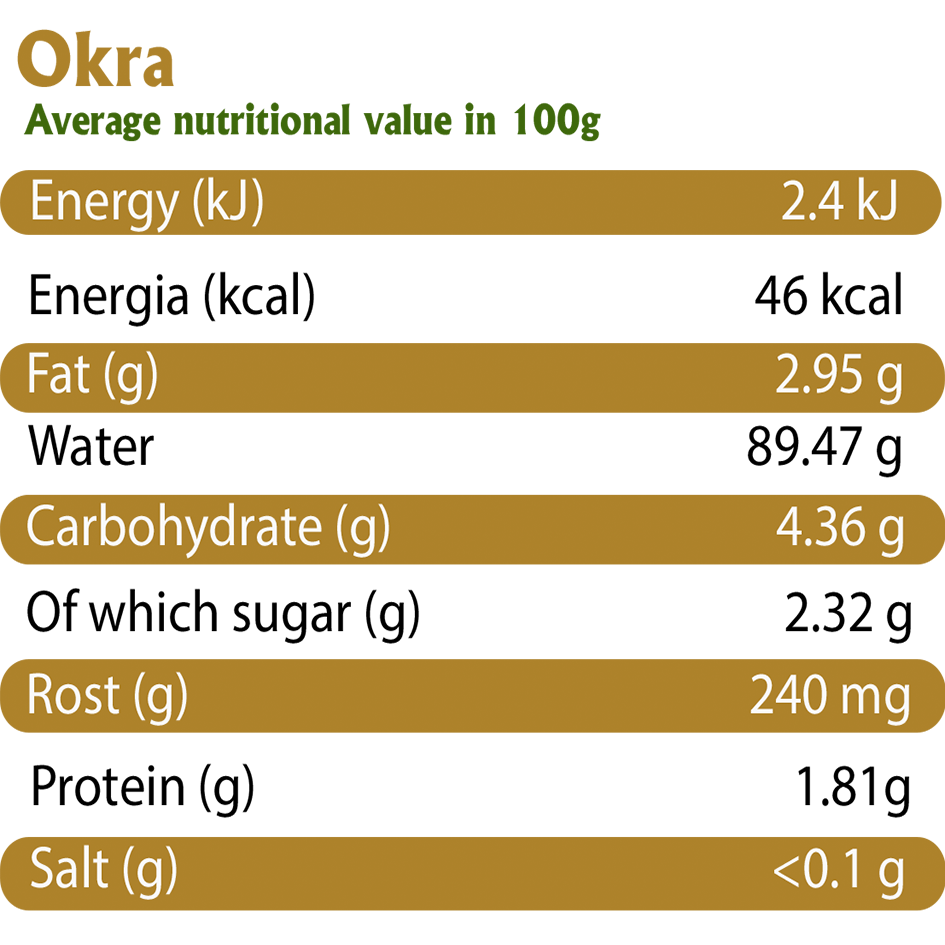 Okra
Average nutritional value in 100g
Energy (kJ) 2.4 kJ
Energia (kcal) 46 kcal
Fat (g) 2.95 g
Water 89.47 g
Carbohydrate (g) 4.36 g
Of which sugar (g) 2.32 g
Rost (g) 240 mg
Protein (g) 1.81g
Salt (g) <0.1 g